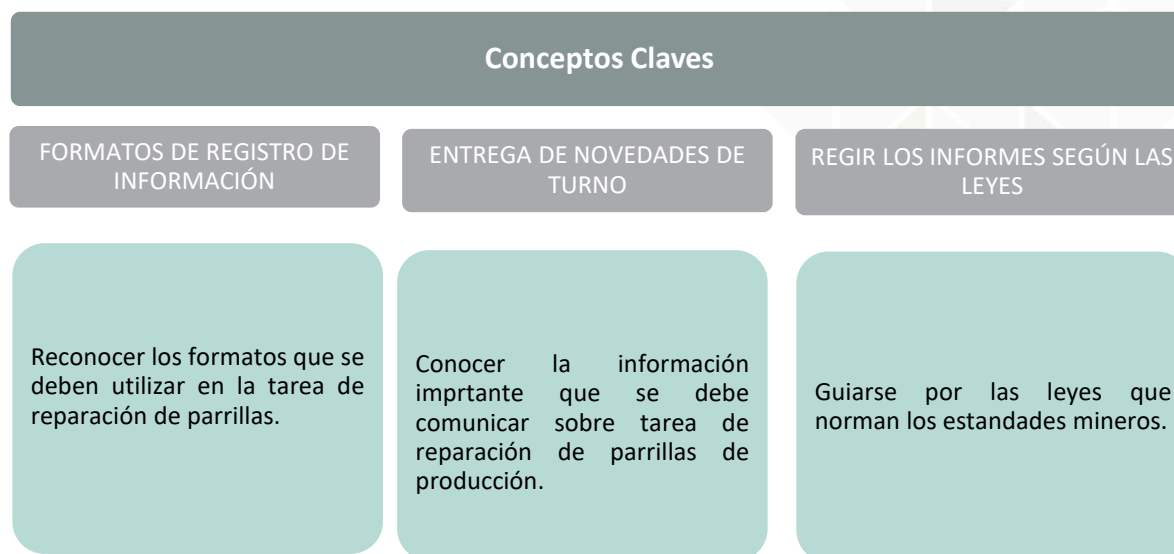 Conceptos Claves
FORMATOS DE REGISTRO DE
INFORMACIÓN
ENTREGA DE NOVEDADES DE
TURNO
REGIR LOS INFORMES SEGÚN LAS
LEYES
Reconocer los formatos que se
deben utilizar en la tarea de
reparación de parrillas.
Conocer la información
imprtante que se debe
comunicar sobre tarea de
reparación de parrillas de
producción.
Guiarse por las leyes que
norman los estandades mineros.